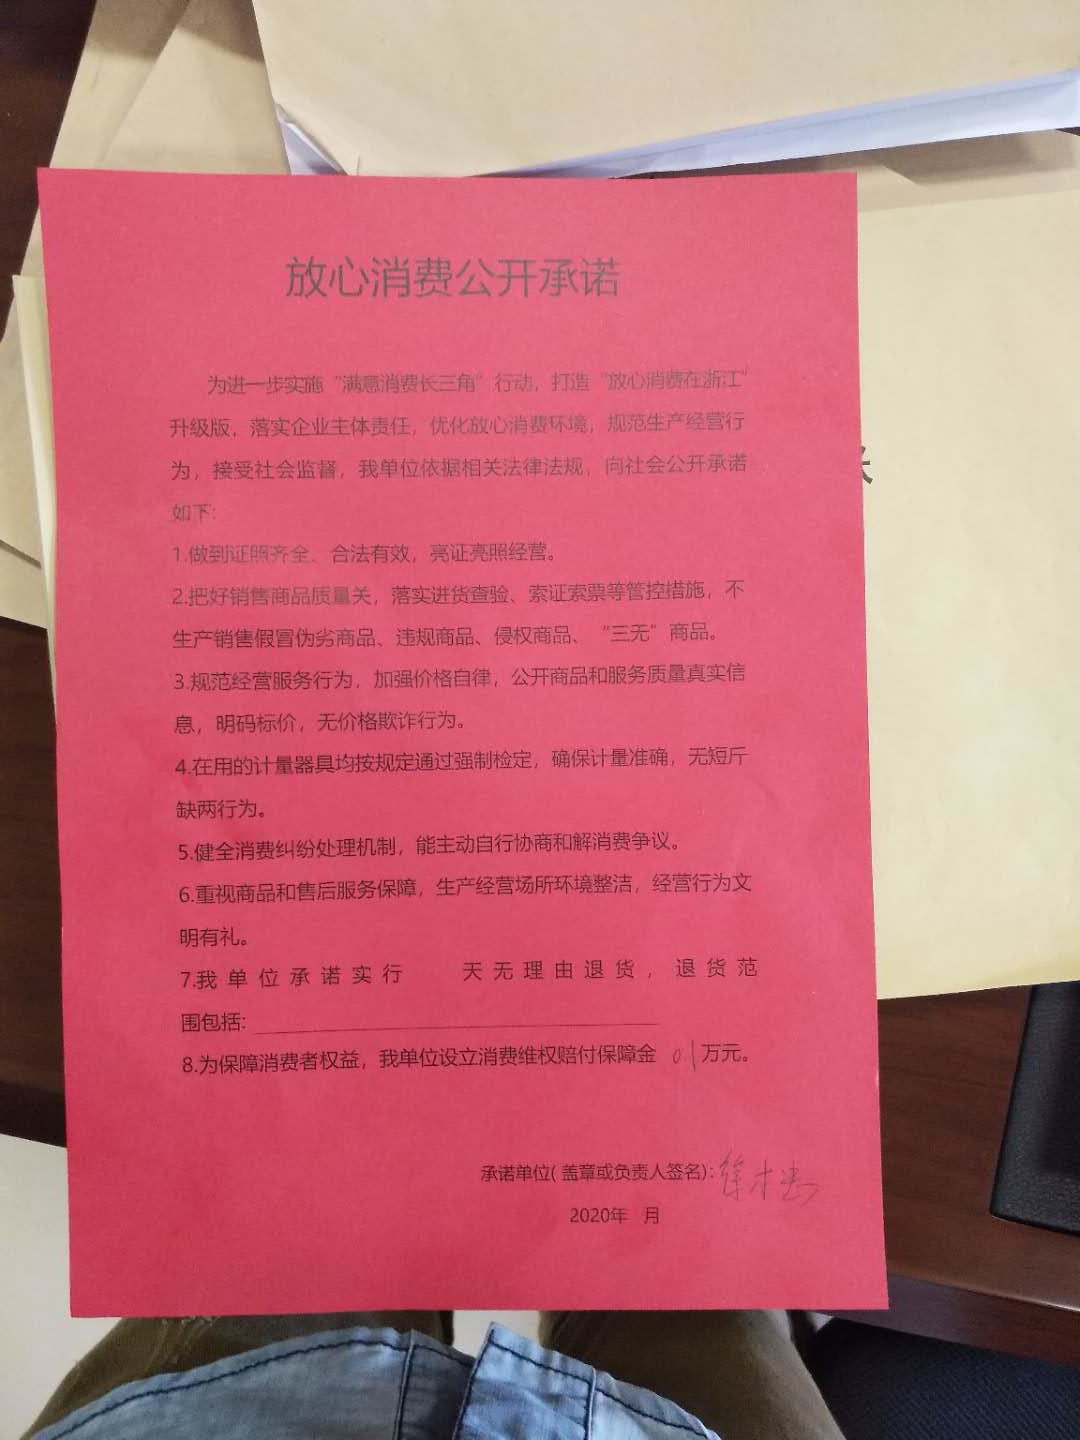 放心消费公开承诺
为进一步实施“满意消费长三角”行动，打造“放心消费在浙江”
升级版，落实企业主体责任，优化放心消费环境，规范生产经营行
为，接受社会监督，我单位依据相关法律法规，向社会公开承诺
如下：
1.做到证照齐全、合法有效，亮证亮照经营。
2.把好销售商品质量关，落实进货查验、索证索票等管控措施，不
生产销售假冒伪劣商品、违规商品、侵权商品、“三无”商品。
3.规范经营服务行为，加强价格自律，公开商品和服务质量真实信
息，明码标价，无价格欺诈行为。
4.在用的计量器具均按规定通过强制检定，确保计量准确，无短斤
缺两行为。
5.健全消费纠纷处理机制，能主动自行协商和解消费争议。
6.重视商品和售后服务保障，生产经营场所环境整洁，经营行为文
明有礼。
7.我单位承诺实行 天无理由退货，退货范
围包括:
8.为保障消费者权益，我单位设立消费维权赔付保障金 0.1万元。
承诺单位(盖章或负责人签名):
2020年 月